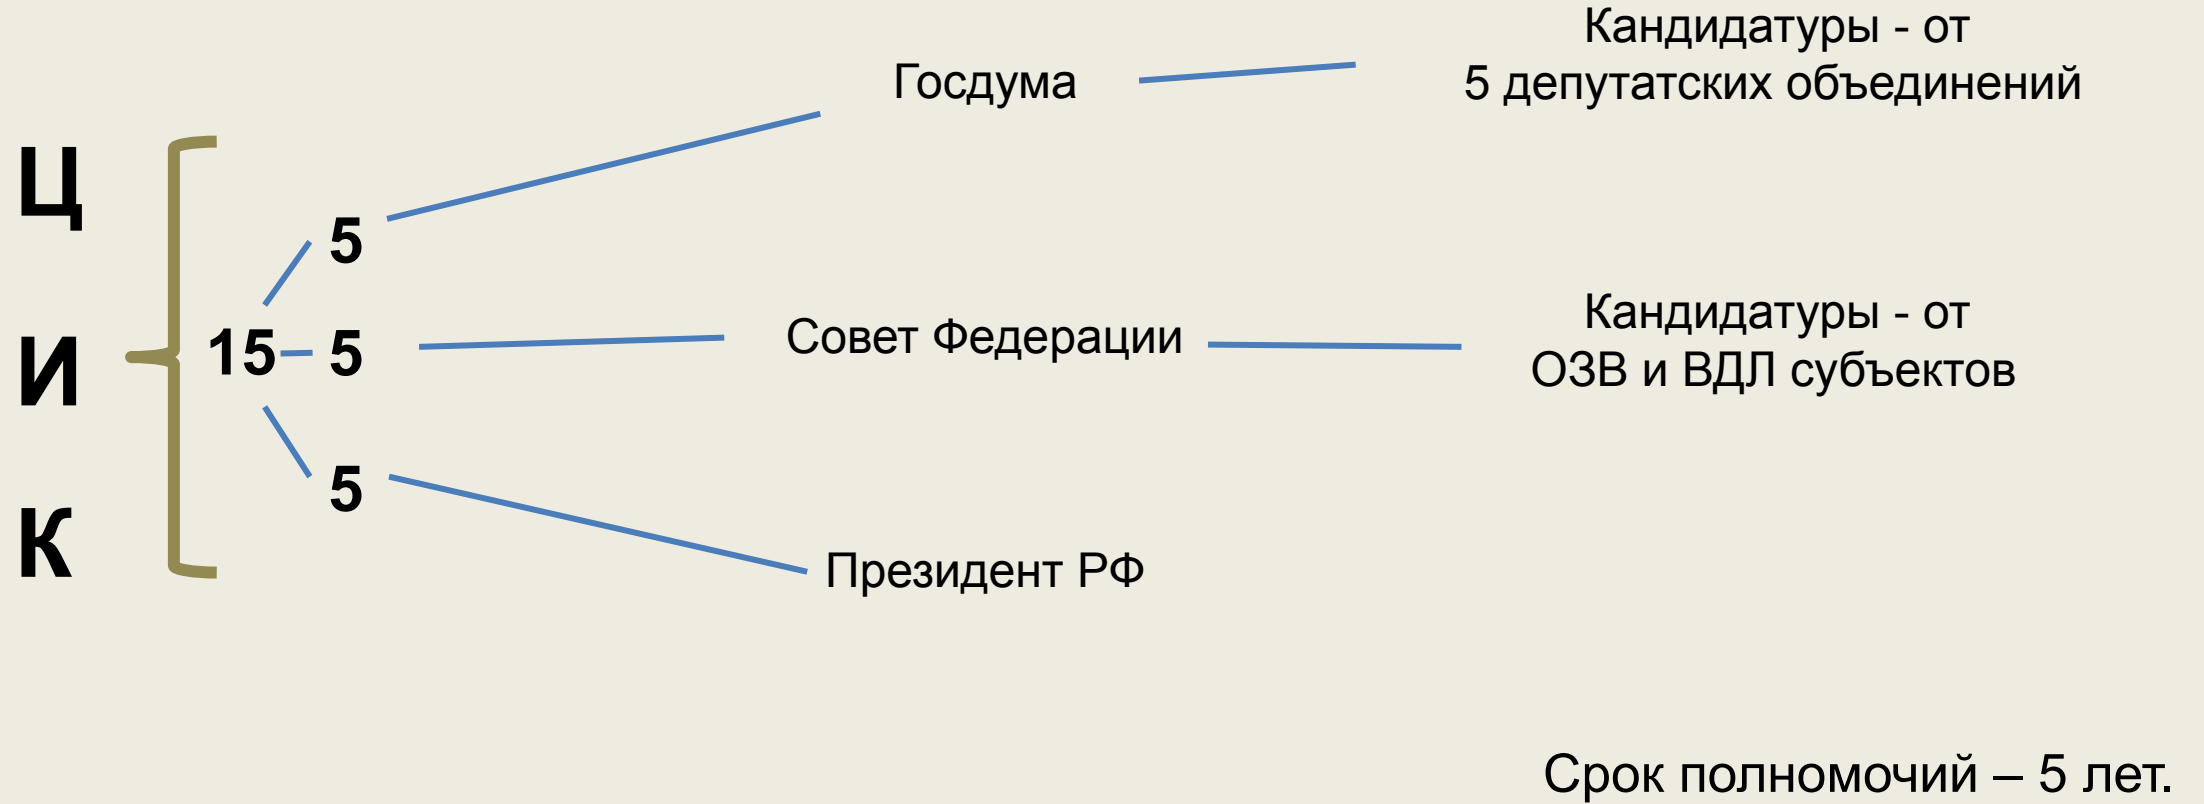 Ц
И
К
15
5
5
5
Госдума
Кандидатуры - от
5 депутатских объединений
Совет Федерации
Кандидатуры - от
ОЗВ и ВДЛ субъектов
Президент РФ
Срок полномочий – 5 лет.